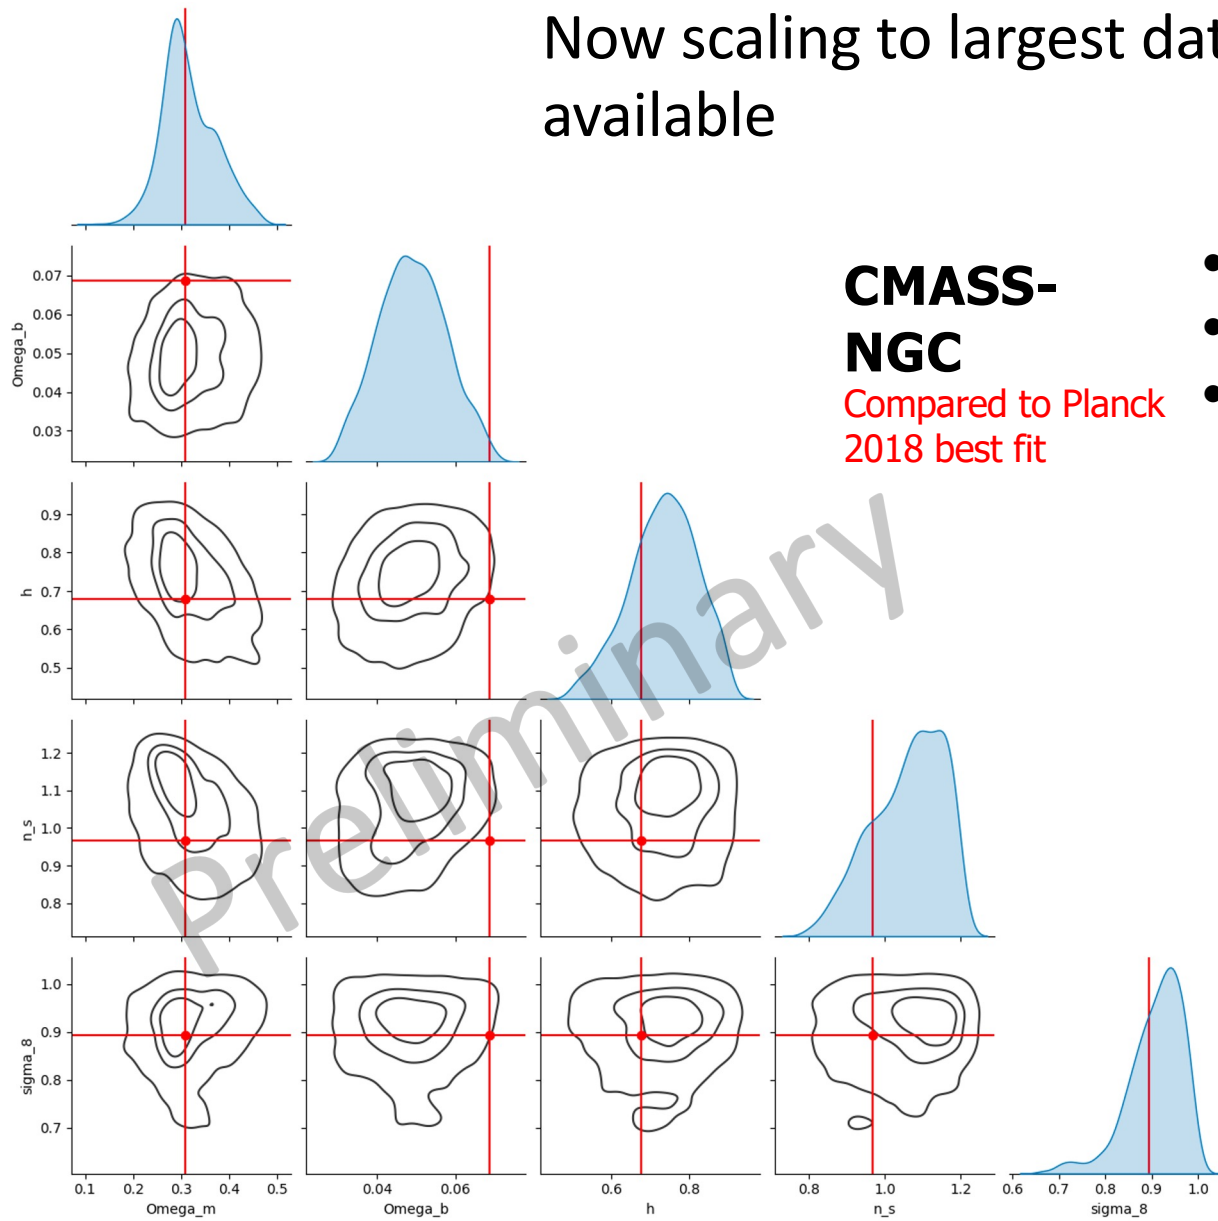 Now scaling to largest dat
available
CMASS-
NGC
Compared to Planck
2018 best fit
Preliminary
0.07
0.06
0.05
0.04
0.03
Omega_b
0.9
0.8
0.7
0.6
0.5
h
1.2
1.1
1.0
0.9
0.8
n_s
1.0
0.9
0.8
0.7
sigma_8
0.1 0.2 0.3 0.4 0.5
Omega_m
0.04 0.06
Omega_b
0.6 0.8
h
0.8 1.0 1.2
n_s
0.6 0.7 0.8 0.9 1.0
sigma_8